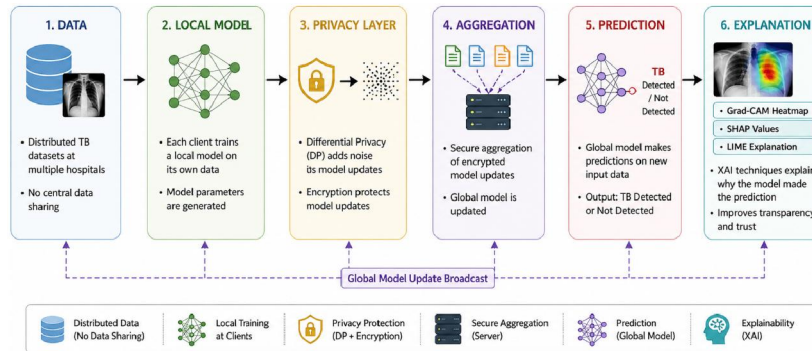 1. DATA
• Distributed TB
datasets at
multiple hospitals
• No central data
sharing
2. LOCAL MODEL
• Each client trains
a local model on
its own data
• Model parameters
are generated
3. PRIVACY LAYER
• Differential Privacy
(DP) adds noise
its model updates
• Encryption protects
model updates
4. AGGREGATION
• Secure aggregation
of encrypted
model updates
• Global model is
updated
5. PREDICTION
TB
Detected
/ Not
Detected
• Global model makes
predictions on new
input data
• Output: TB Detected
or Not Detected
6. EXPLANATION
• Grad-CAM Heatmap
• SHAP Values
• LIME Explanation
• XAI techniques explain
why the model made
the prediction
• Improves transparency
and trust
Global Model Update Broadcast
Distributed Data
(No Data Sharing)
Local Training
at Clients
Privacy Protection
(DP + Encryption)
Secure Aggregation
(Server)
Prediction
(Global Model)
Explainability
(XAI)